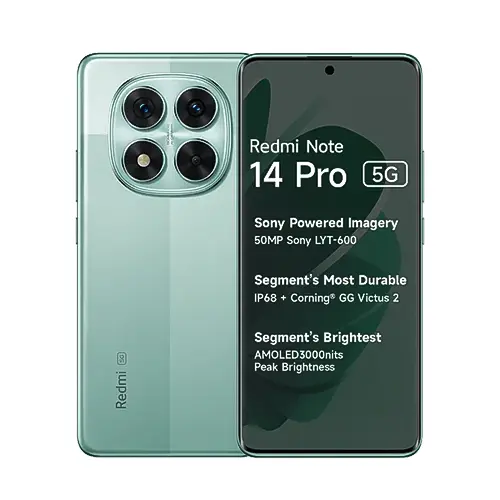 Redmi Note
14 Pro 5G
Sony Powered Imagery
50MP Sony LYT-600
Segment's Most Durable
IP68 + Corning® GG Victus 2
Segment's Brightest
AMOLED3000nits
Peak Brightness
Redmi 5G